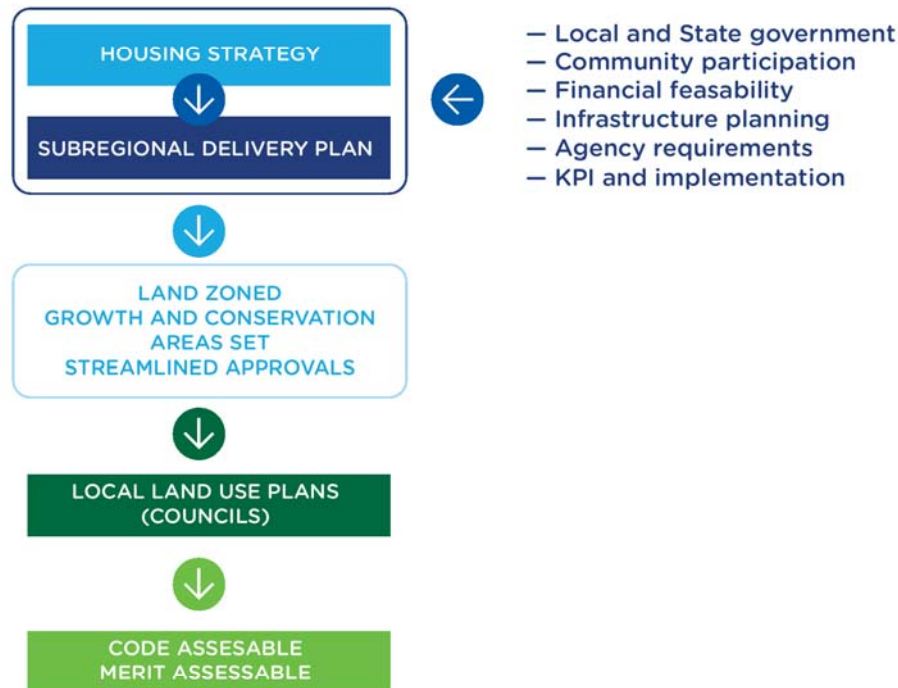 HOUSING STRATEGY
SUBREGIONAL DELIVERY PLAN
— Local and State government
— Community participation
— Financial feasability
— Infrastructure planning
— Agency requirements
— KPI and implementation
LAND ZONED
GROWTH AND CONSERVATION
AREAS SET
STREAMLINED APPROVALS
LOCAL LAND USE PLANS
(COUNCILS)
CODE ASSESABLE
MERIT ASSESSABLE